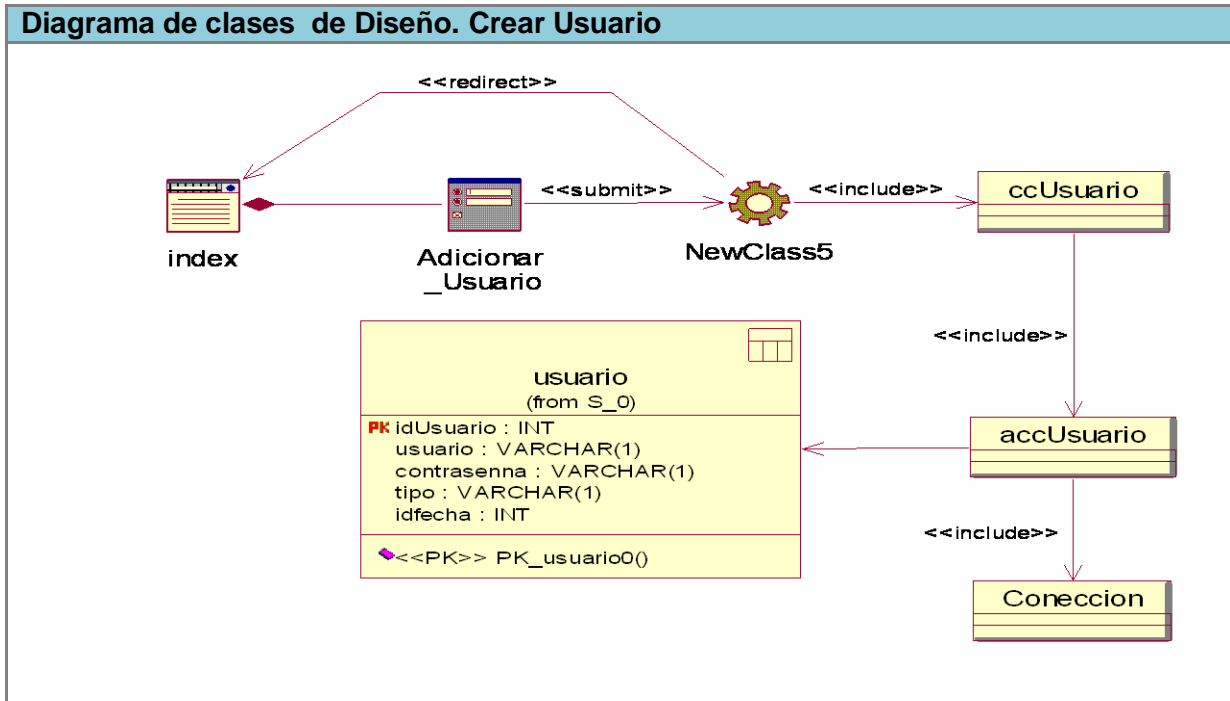 Diagrama de clases de Diseño. Crear Usuario
<<redirect>>
<<submit>>
<<include>>
ccUsuario
index
Adicionar
_Usuario
NewClass5
<<include>>
usuario
(from S_0)
PK idUsuario : INT
usuario : VARCHAR(1)
contrasenna : VARCHAR(1)
tipo : VARCHAR(1)
idfecha : INT
<<PK>> PK_usuario0()
accUsuario
<<include>>
Coneccion